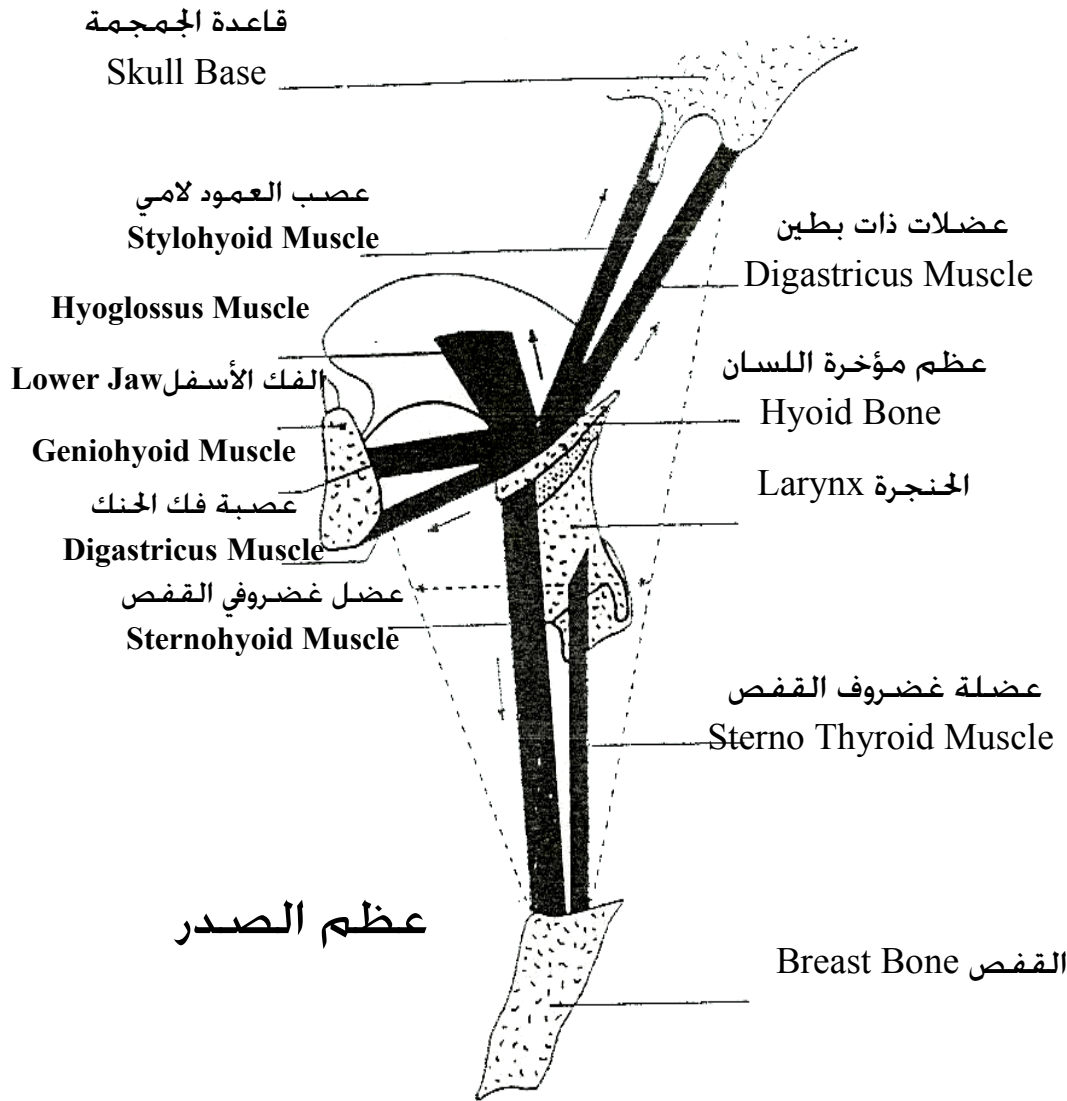 قاعدة الجمجمة
Skull Base
عصب العمود لامي
Stylohyoid Muscle
عضلات ذات بطين
Digastricus Muscle
Hyoglossus Muscle
عظم مؤخرة اللسان
Hyoid Bone
Lower Jaw الفك الأسفل
Geniohyoid Muscle
Larynx الحنجرة
عصبة فك الحنك
Digastricus Muscle
عضل غضروفي القفص
Sternohyoid Muscle
عضلة غضروف القفص
Sterno Thyroid Muscle
عظم الصدر
Breast Bone القفص